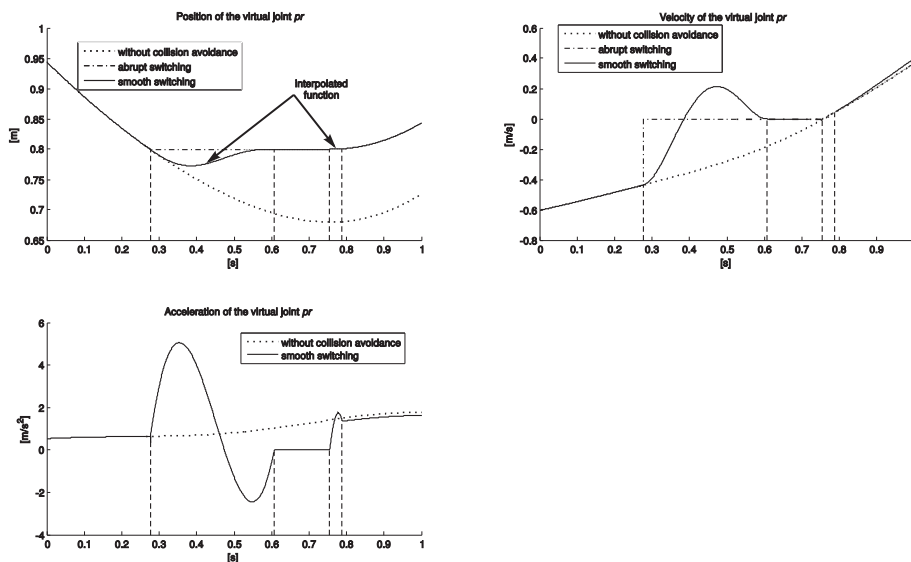 Position of the virtual joint pr
1
0.95
0.9
0.85
0.8
0.75
0.7
0.65
[m]
without collision avoidance
abrupt switching
smooth switching
Interpolated
function
0 0.1 0.2 0.3 0.4 0.5 0.6 0.7 0.8 0.9 1
[s]
Velocity of the virtual joint pr
0.6
0.4
0.2
0
-0.2
-0.4
-0.6
-0.8
[m/s]
without collision avoidance
abrupt switching
smooth switching
0 0.1 0.2 0.3 0.4 0.5 0.6 0.7 0.8 0.9
[s]
Acceleration of the virtual joint pr
6
4
2
0
-2
-4
[m/s²]
without collision avoidance
smooth switching
0 0.1 0.2 0.3 0.4 0.5 0.6 0.7 0.8 0.9 1
[s]